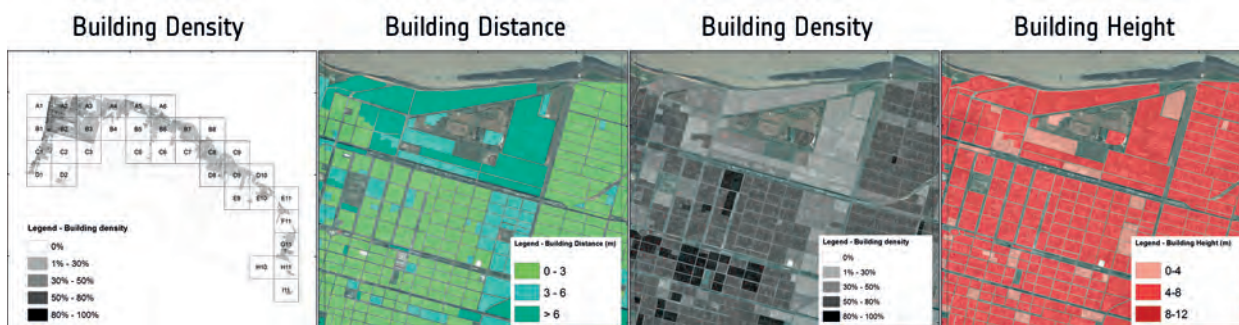 Building Density
Building Distance
Building Density
Building Height
A1 A2 A3 A4 A5 A6
B1 B2 B3 B4 B5 B6 B7 B8
C1 C2 C3 C5 C6 C7 C8 C9
D1 D2 D8 D9 D10
E9 E10 E11
F11
G11
H10 H11
I11
Legend - Building density
0%
1% - 30%
30% - 50%
50% - 80%
80% - 100%
Legend - Building Distance (m)
0 - 3
3 - 6
> 6
Legend - Building density
0%
1% - 30%
30% - 50%
50% - 80%
80% - 100%
Legend - Building Height (m)
0-4
4-8
8-12